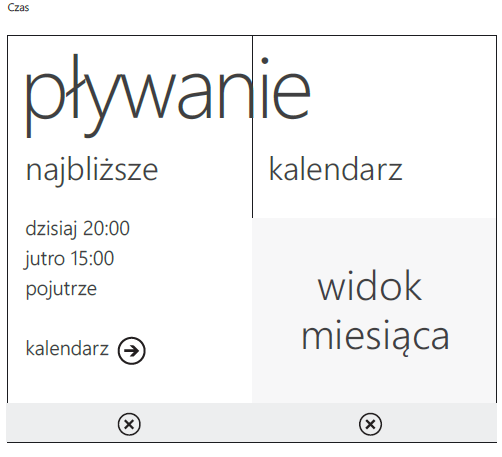 Czas
pływanie
najbliższe
dzisiaj 20:00
jutro 15:00
pojutrze
kalendarz
kalendarz
widok
miesiąca